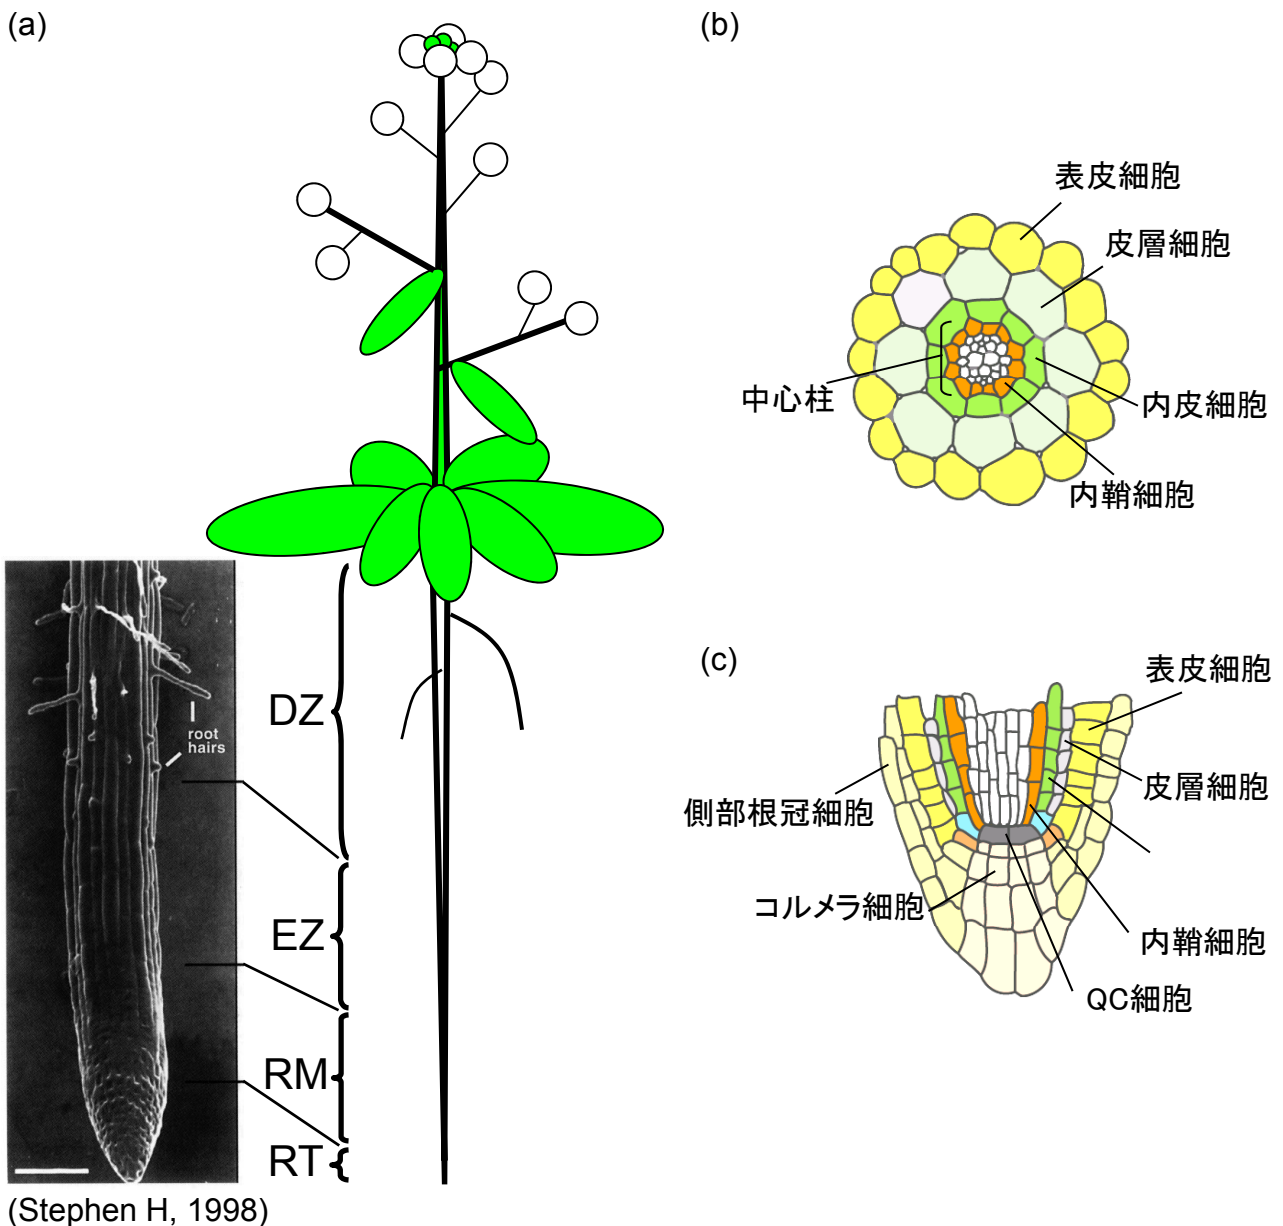 (a)
DZ
EZ
RM
RT
root
hairs
(Stephen H, 1998)
(b)
表皮細胞
皮層細胞
中心柱
内皮細胞
内鞘細胞
(c)
表皮細胞
皮層細胞
側部根冠細胞
コルメラ細胞
内鞘細胞
QC細胞